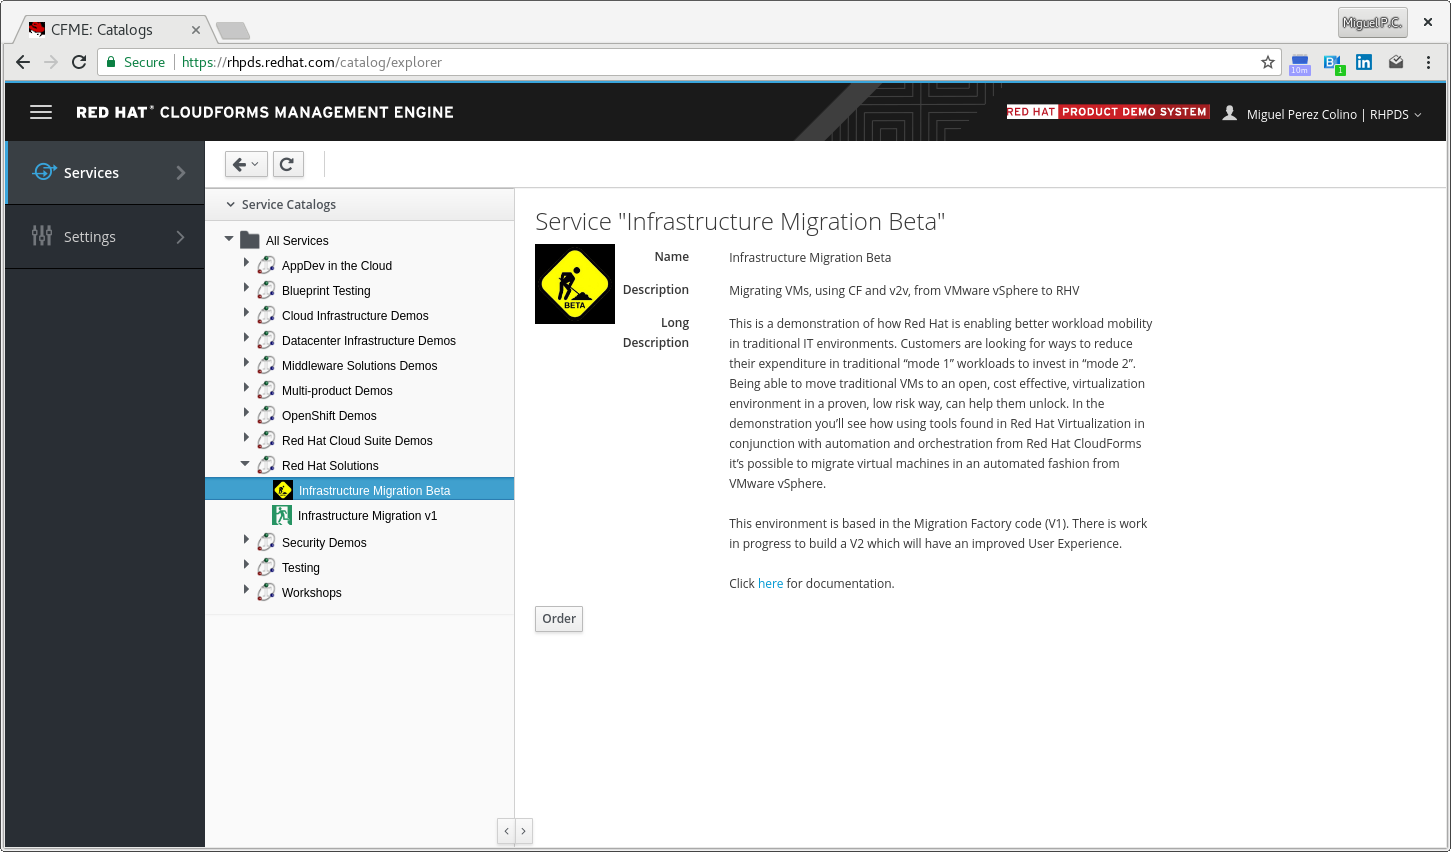 CFME: Catalogs
Miguel P.C.
Secure
https://rhpds.redhat.com/catalog/explorer
10m
B
1
in
RED HAT® CLOUDFORMS MANAGEMENT ENGINE
RED HAT PRODUCT DEMO SYSTEM
Miguel Perez Colino | RHPDS
Services
Settings
Service Catalogs
All Services
AppDev in the Cloud
Blueprint Testing
Cloud Infrastructure Demos
Datacenter Infrastructure Demos
Middleware Solutions Demos
Multi-product Demos
OpenShift Demos
Red Hat Cloud Suite Demos
Red Hat Solutions
Infrastructure Migration Beta
Infrastructure Migration v1
Security Demos
Testing
Workshops
Service "Infrastructure Migration Beta"
BETA
Name
Infrastructure Migration Beta
Description
Migrating VMs, using CF and v2v, from VMware vSphere to RHV
Long
Description
This is a demonstration of how Red Hat is enabling better workload mobility
in traditional IT environments. Customers are looking for ways to reduce
their expenditure in traditional “mode 1” workloads to invest in “mode 2”.
Being able to move traditional VMs to an open, cost effective, virtualization
environment in a proven, low risk way, can help them unlock. In the
demonstration you’ll see how using tools found in Red Hat Virtualization in
conjunction with automation and orchestration from Red Hat CloudForms
it’s possible to migrate virtual machines in an automated fashion from
VMware vSphere.
This environment is based in the Migration Factory code (V1). There is work
in progress to build a V2 which will have an improved User Experience.
Click here for documentation.
Order